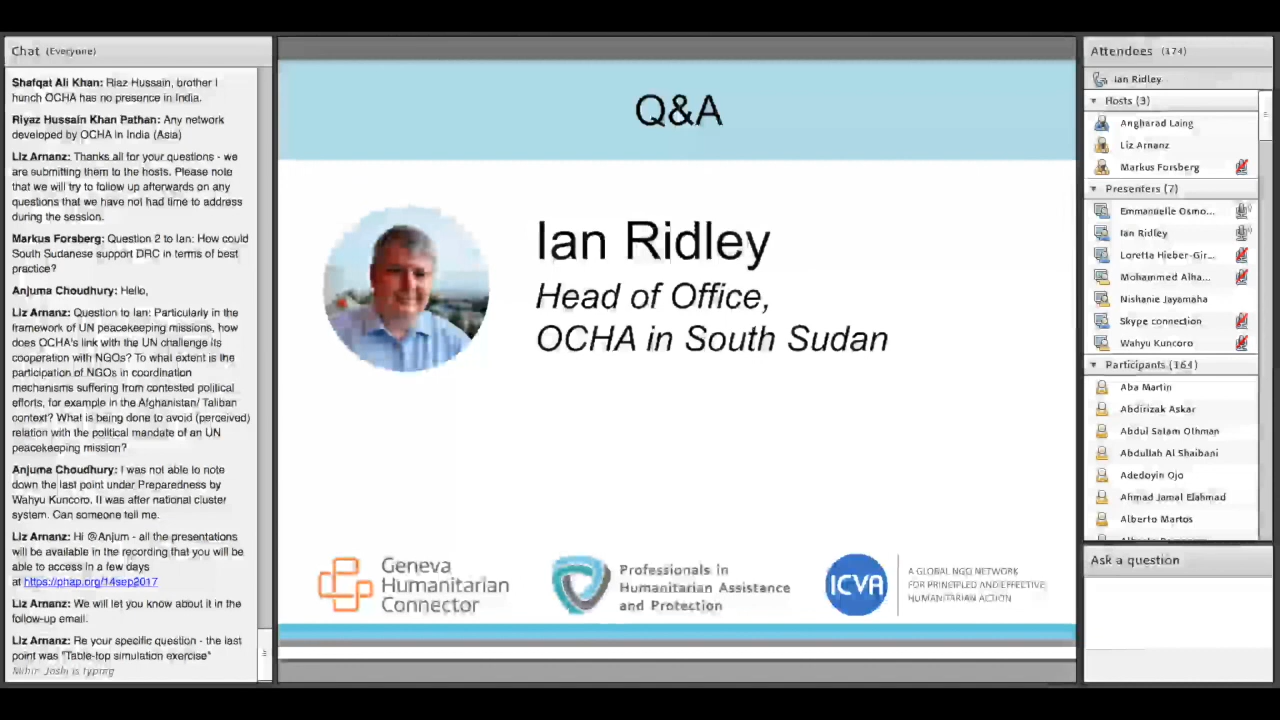 Chat (Everyone)
Shafqat Ali Khan: Riaz Hussain, brother I
hunch OCHA has no presence in India.
Riyaz Hussain Khan Pathan: Any network
developed by OCHA in India (Asia)
Liz Arnanz: Thanks all for your questions - we
are submitting them to the hosts. Please note
that we will try to follow up afterwards on any
questions that we have not had time to address
during the session.
Markus Forsberg: Question 2 to Ian: How could
South Sudanese support DRC in terms of best
practice?
Anjuma Choudhury: Hello,
Liz Arnanz: Question to Ian: Particularly in the
framework of UN peacekeeping missions, how
does OCHA's link with the UN challenge its
cooperation with NGOs? To what extent is the
participation of NGOs in coordination
mechanisms suffering from contested political
efforts, for example in the Afghanistan/ Taliban
context? What is being done to avoid (perceived)
relation with the political mandate of an UN
peacekeeping mission?
Anjuma Choudhury: I was not able to note
down the last point under Preparedness by
Wahyu Kuncoro. II was after national cluster
system. Can someone tell me.
Liz Arnanz: Hi @Anjum - all the presentations
will be available in the recording that you will be
able to access in a few days
at https://phap.org/14sep2017
Liz Arnanz: We will let you know about it in the
follow-up email.
Liz Arnanz: Re your specific question - the last
point was "Table-top simulation exercise"
Mihir Joshi is typing
Q&A
Ian Ridley
Head of Office,
OCHA in South Sudan
Geneva
Humanitarian
Connector
Professionals in
Humanitarian Assistance
and Protection
ICVA
A GLOBAL NGO NETWORK
FOR PRINCIPLED AND EFFECTIVE
HUMANITARIAN ACTION
Attendees (174)
Ian Ridley
Hosts (3)
Angharad Laing
Liz Arnanz
Markus Forsberg
Presenters (7)
Emmanuelle Osmo...
Ian Ridley
Loretta Hieber-Gir...
Mohammed Alha...
Nishanie Jayamaha
Skype connection
Wahyu Kuncoro
Participants (164)
Aba Martin
Abdirizak Askar
Abdul Salam Olhman
Abdullah Al Shaibani
Adedoyin Ojo
Ahmad Jamal Elahmad
Alberto Martos
Ask a question